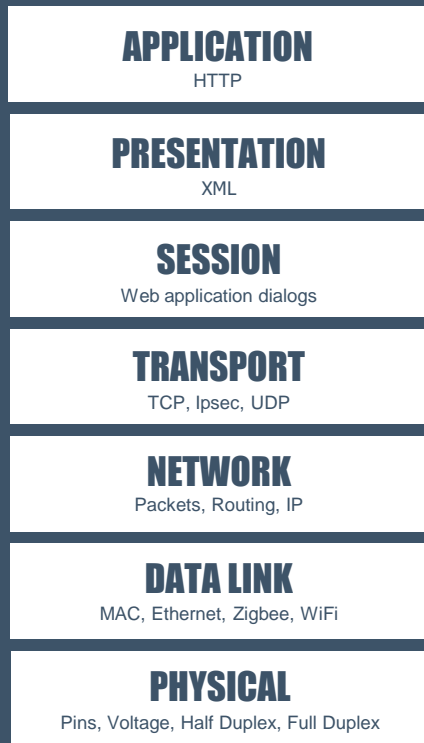 APPLICATION
HTTP
PRESENTATION
XML
SESSION
Web application dialogs
TRANSPORT
TCP, Ipsec, UDP
NETWORK
Packets, Routing, IP
DATA LINK
MAC, Ethernet, Zigbee, WiFi
PHYSICAL
Pins, Voltage, Half Duplex, Full Duplex